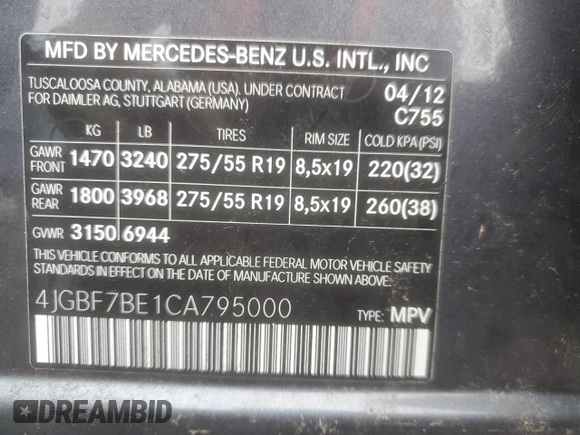 MFG BY MERCEDES-BENZ U.S. INTL., INC
TUSCALOOSA COUNTY, ALABAMA (USA), UNDER CONTRACT
FOR DAIMLER AG, STUTTGART (GERMANY)
04/12
C755
KG LB TIRES RIM SIZE COLD KPA(PSI)
GAWR FRONT 1470 3240 275/55 R19 8,5x19 220(32)
GAWR REAR 1800 3968 275/55 R19 8,5x19 260(38)
GVWR 3150 6944
THIS VEHICLE CONFORMS TO ALL APPLICABLE FEDERAL MOTOR VEHICLE SAFETY
AND THEFT PREVENTION STANDARDS IN EFFECT ON THE DATE OF MANUFACTURE SHOWN ABOVE.
4JGBF7BE1CA795000
TYPE: MPV
DREAMBID